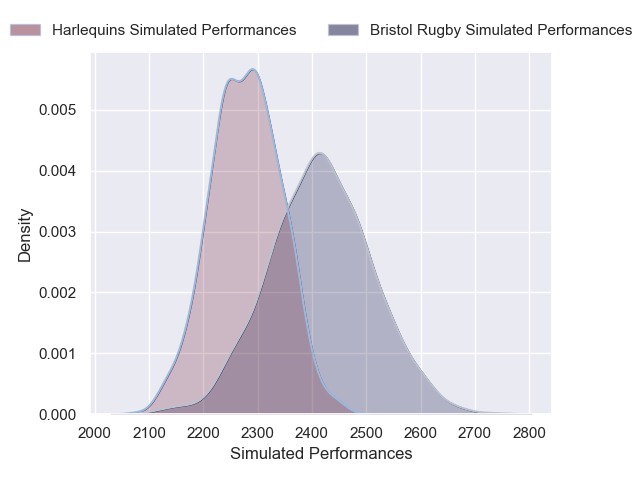 Harlequins Simulated Performances
Bristol Rugby Simulated Performances
0.005
0.004
0.003
0.002
0.001
0.000
Density
2000 2100 2200 2300 2400 2500 2600 2700 2800
Simulated Performances